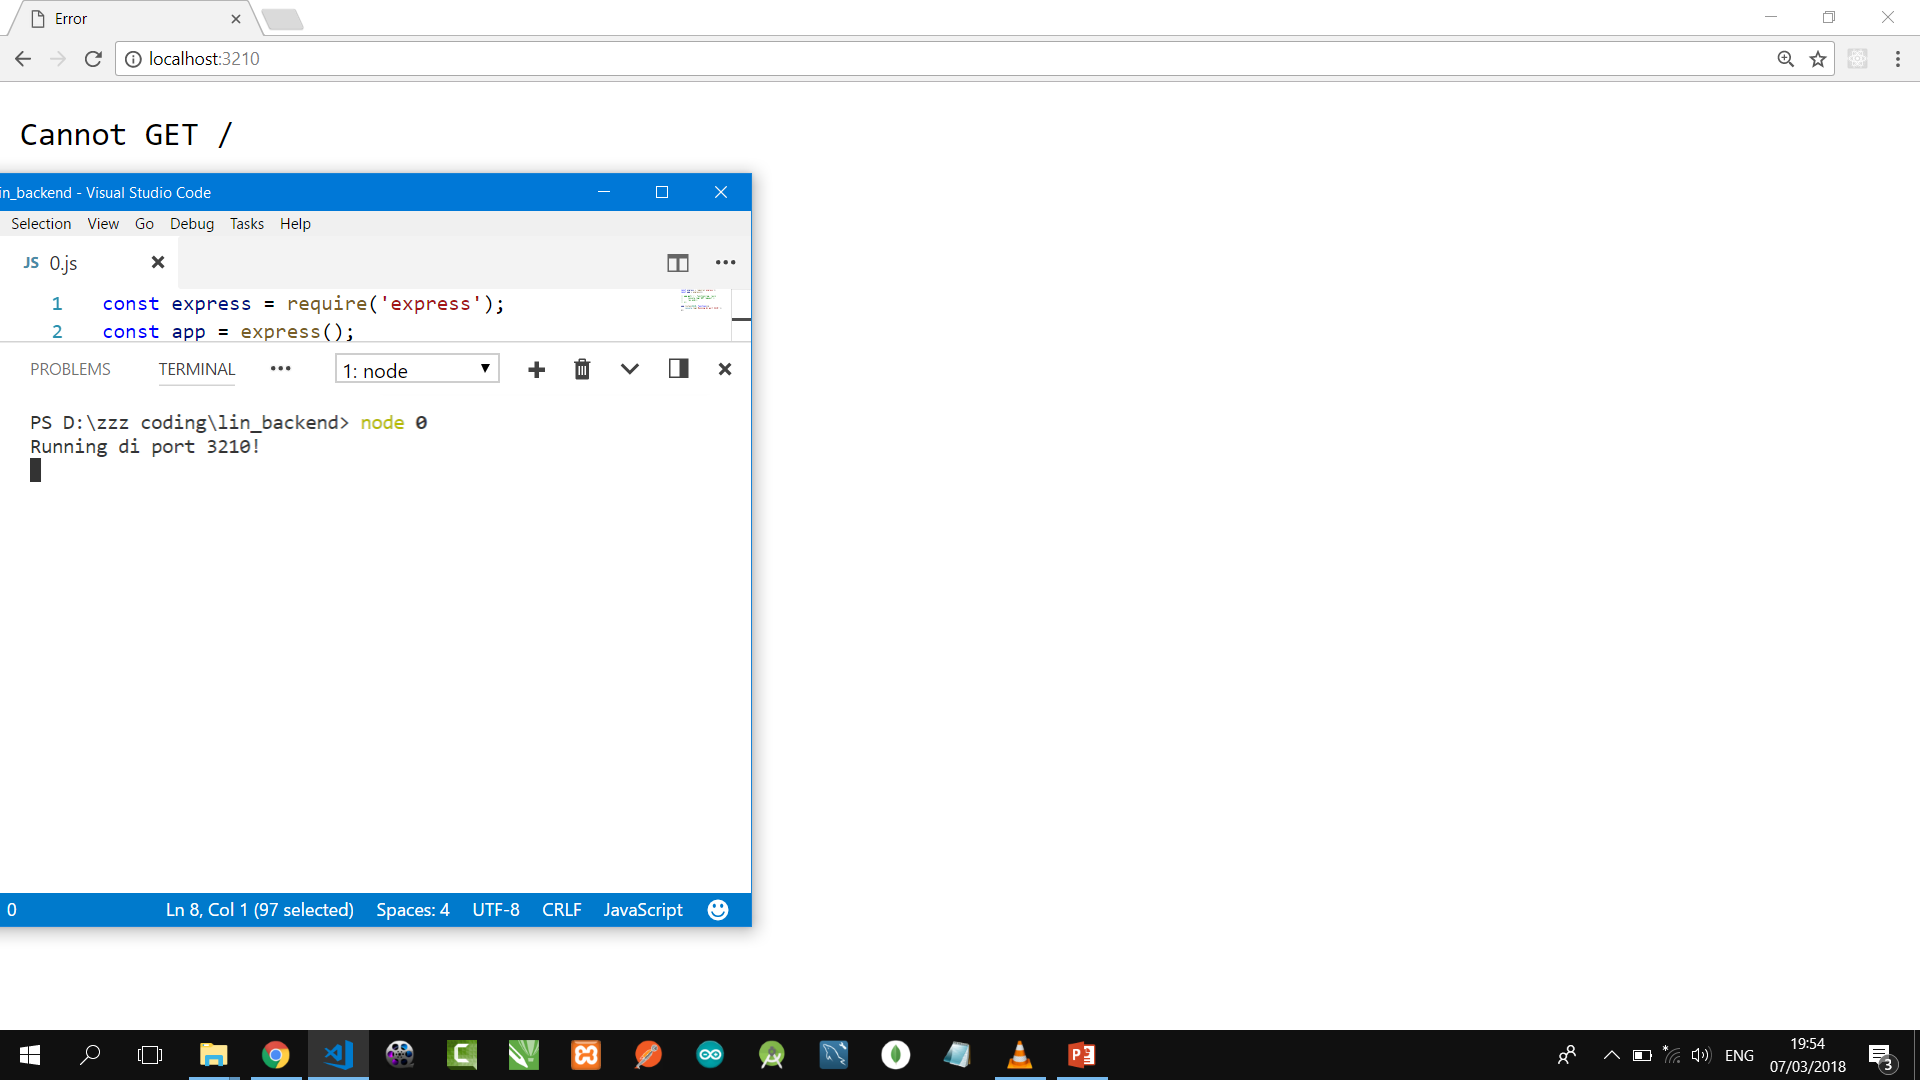 Error
localhost:3210
Cannot GET /
in_backend - Visual Studio Code
Selection View Go Debug Tasks Help
JS 0.js
1 const express = require('express');
2 const app = express();
PROBLEMS TERMINAL ••• 1: node
PS D:\zzz coding\lin_backend> node 0
Running di port 3210!
0 Ln 8, Col 1 (97 selected) Spaces: 4 UTF-8 CRLF JavaScript
ENG
19:54
07/03/2018
3